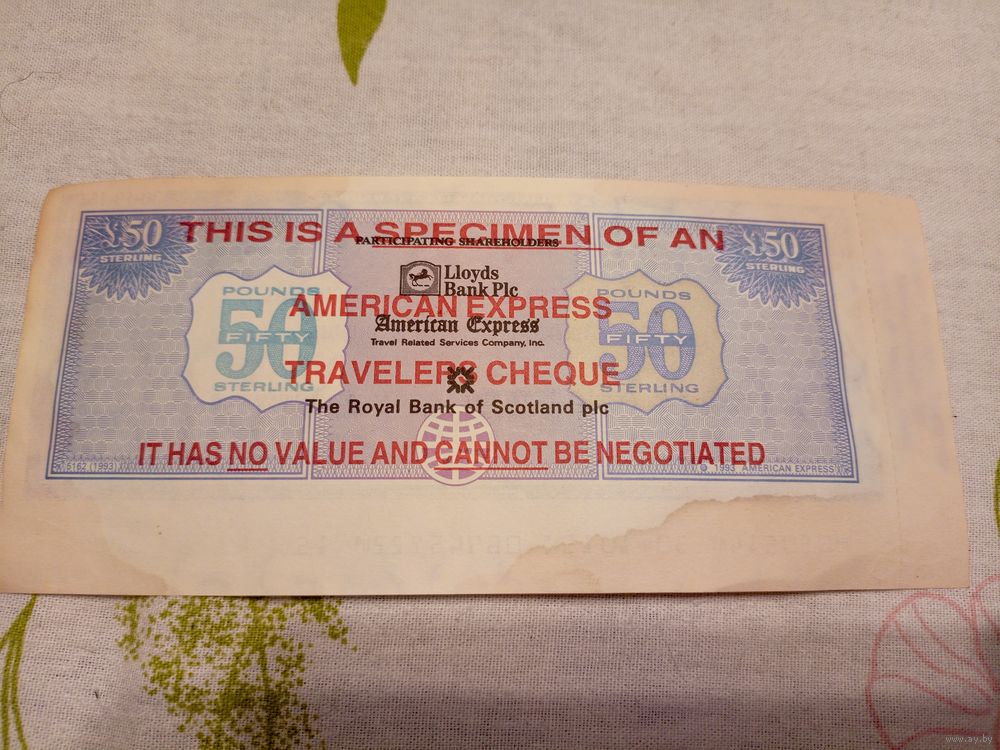 £50
STERLING
£50
STERLING
THIS IS A SPECIMEN OF AN
PARTICIPATING SHAREHOLDERS
Lloyds
Bank Plc
POUNDS
50
FIFTY
STERLING
POUNDS
50
FIFTY
STERLING
AMERICAN EXPRESS
American Express
Travel Related Services Company, Inc.
TRAVELERS CHEQUE
The Royal Bank of Scotland plc
IT HAS NO VALUE AND CANNOT BE NEGOTIATED
(1993)
© 1993 AMERICAN EXPRESS
www.ay.by